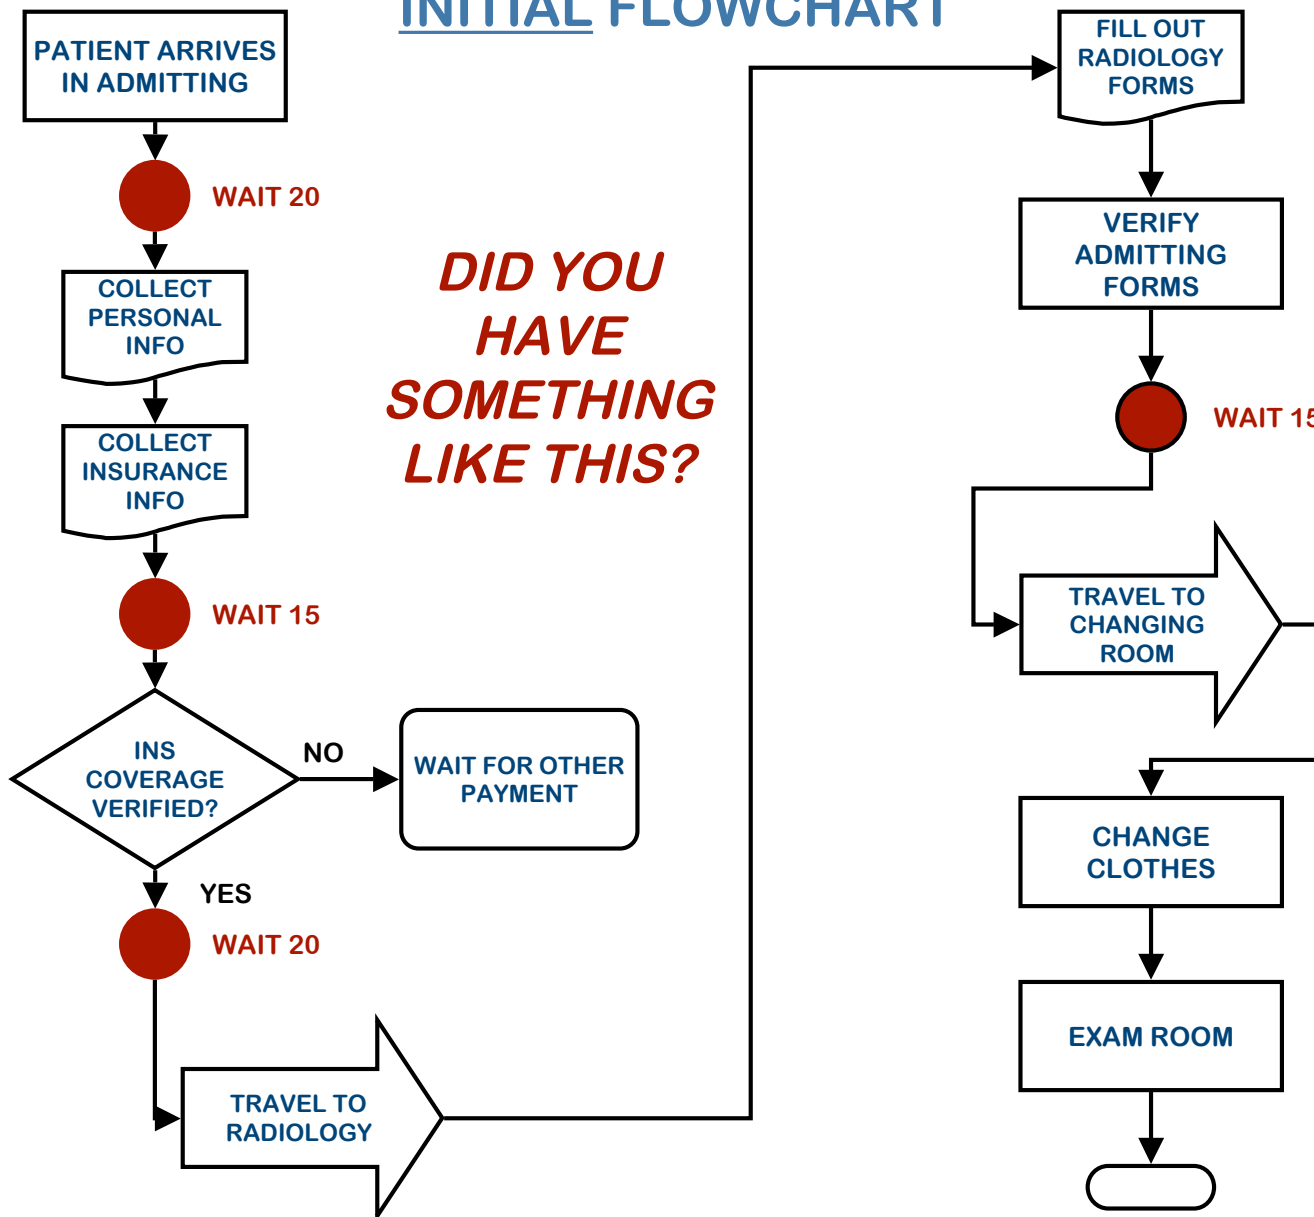 INITIAL FLOWCHART
PATIENT ARRIVES
IN ADMITTING
WAIT 20
COLLECT
PERSONAL
INFO
COLLECT
INSURANCE
INFO
WAIT 15
INS
COVERAGE
VERIFIED?
NO
WAIT FOR OTHER
PAYMENT
YES
WAIT 20
TRAVEL TO
RADIOLOGY
DID YOU
HAVE
SOMETHING
LIKE THIS?
FILL OUT
RADIOLOGY
FORMS
VERIFY
ADMITTING
FORMS
WAIT 15
TRAVEL TO
CHANGING
ROOM
CHANGE
CLOTHES
EXAM ROOM